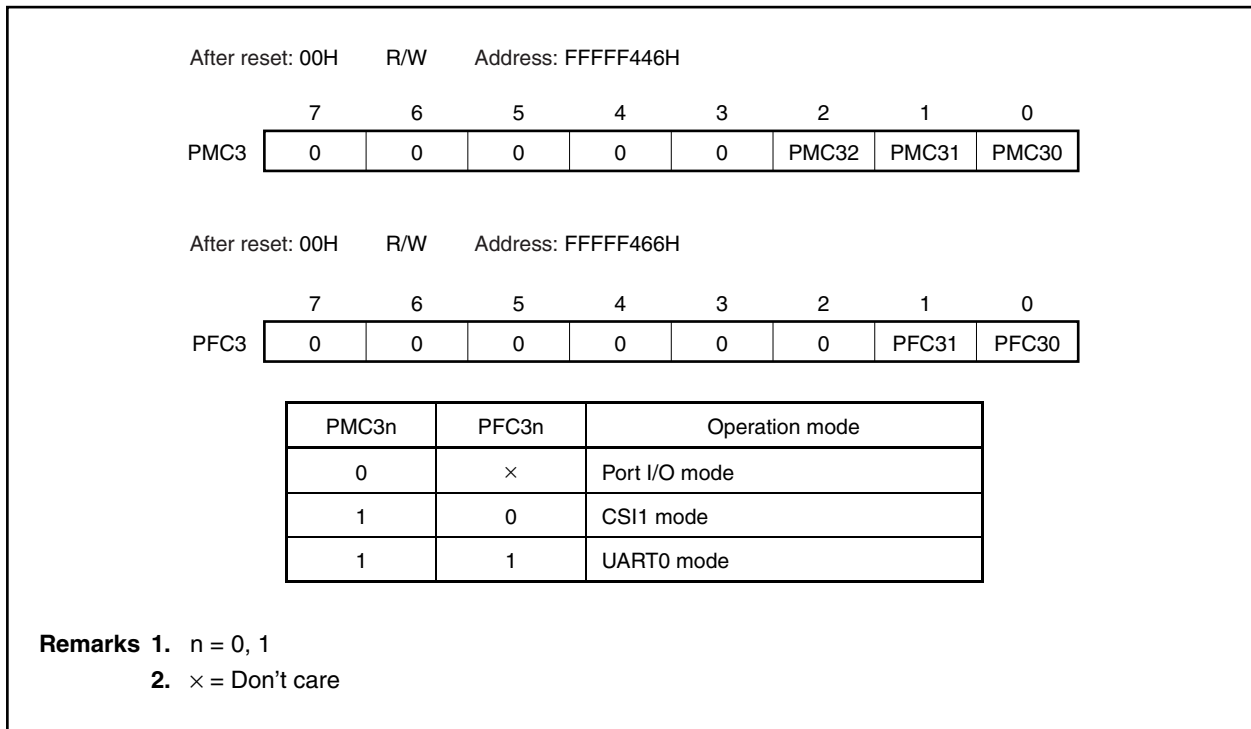 After reset: 00H R/W Address: FFFFF446H
7 6 5 4 3 2 1 0
PMC3 0 0 0 0 0 PMC32 PMC31 PMC30
After reset: 00H R/W Address: FFFFF466H
7 6 5 4 3 2 1 0
PFC3 0 0 0 0 0 0 PFC31 PFC30
PMC3n PFC3n Operation mode
0 × Port I/O mode
1 0 CSI1 mode
1 1 UART0 mode
Remarks 1. n = 0, 1
2. × = Don't care